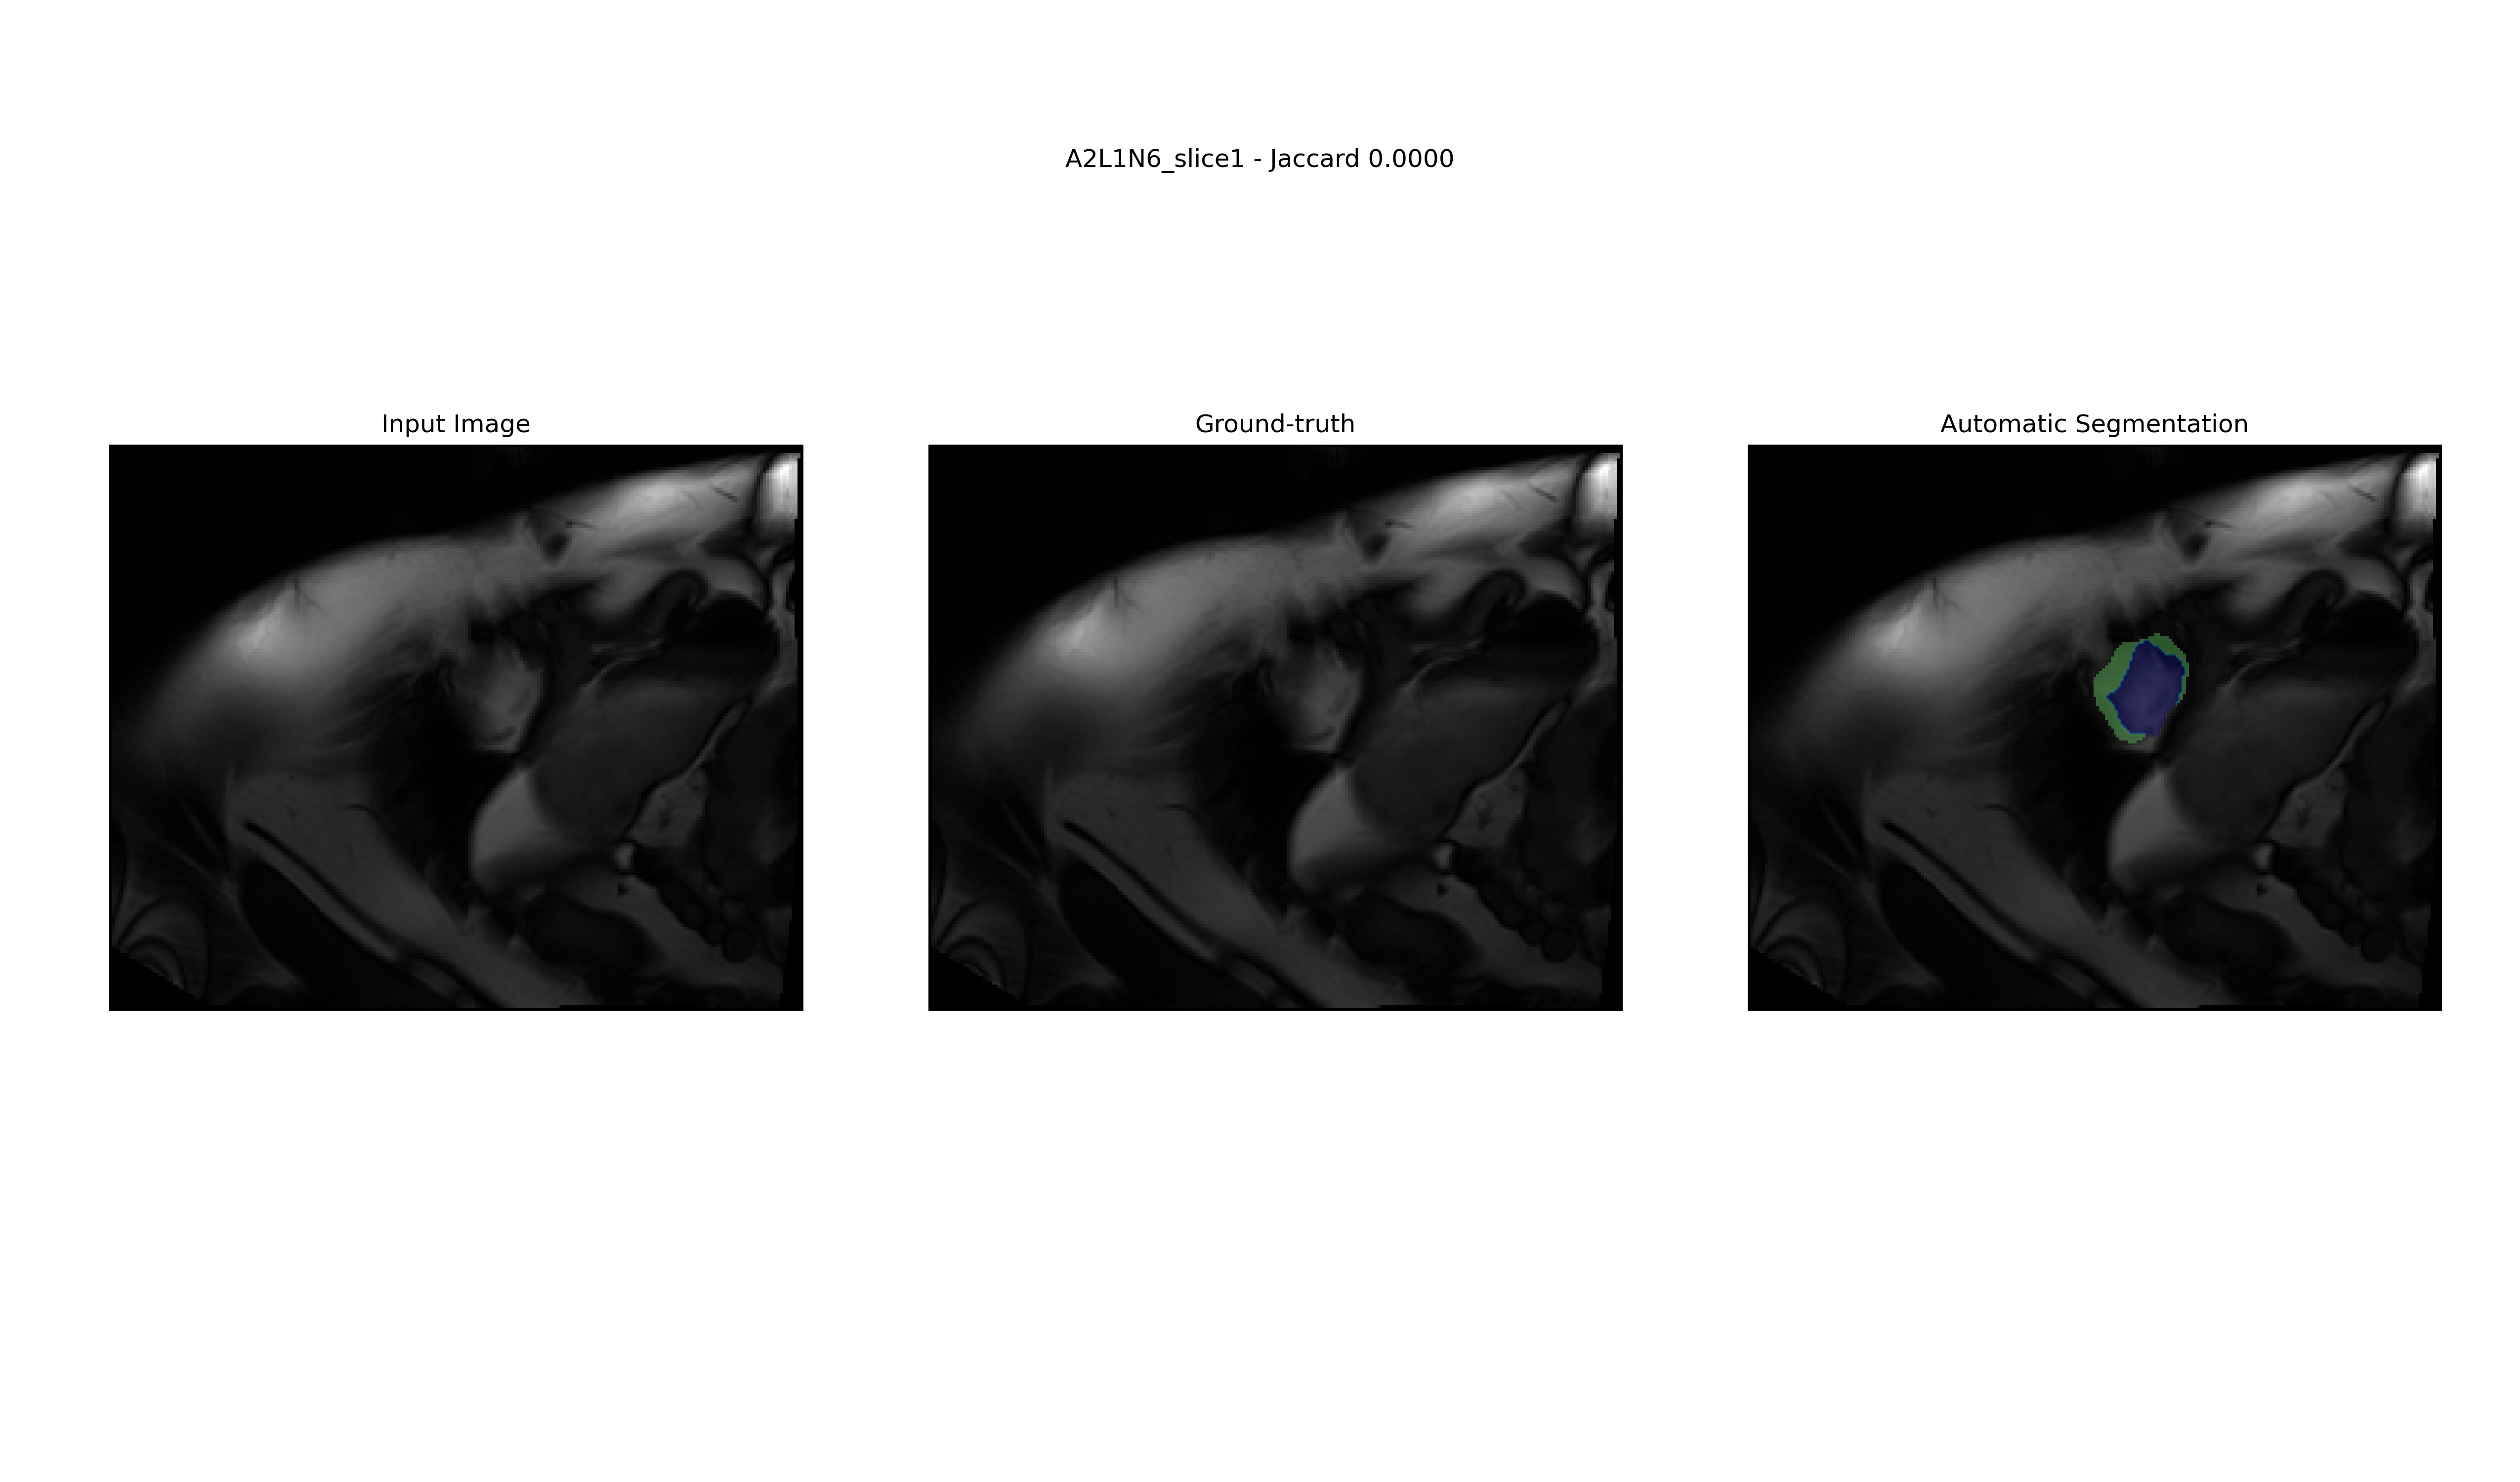 A2L1N6_slice1 - Jaccard 0.0000
Input Image
Ground-truth
Automatic Segmentation